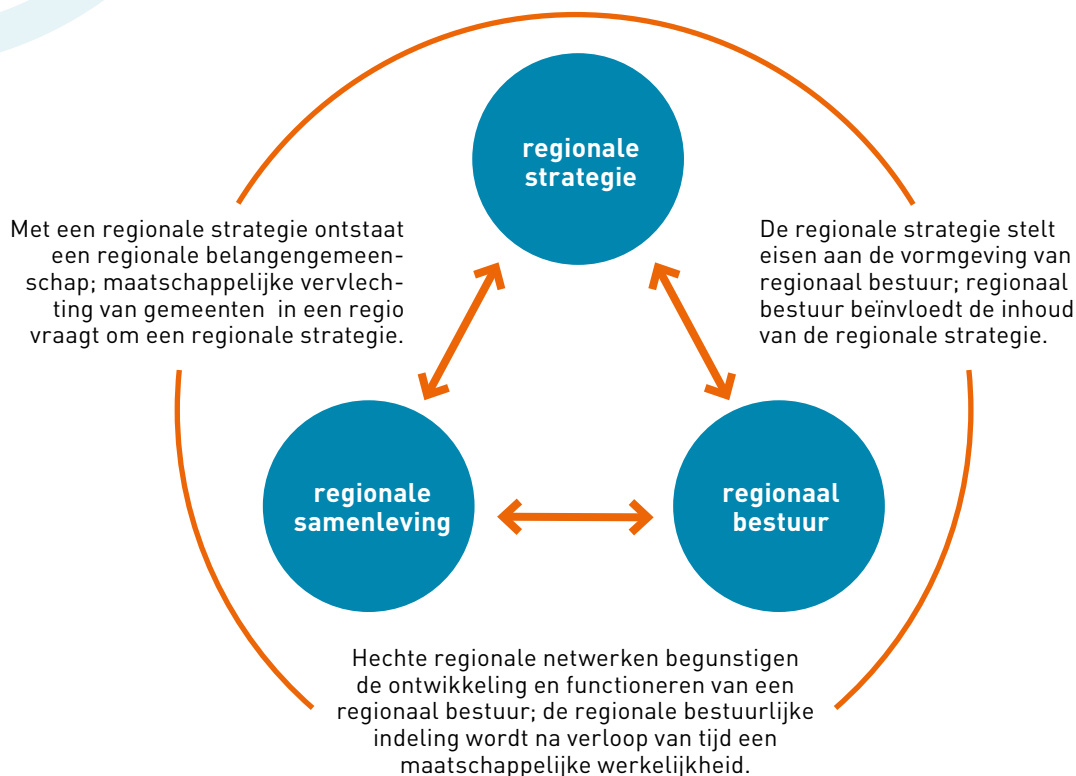 regionale
strategie
Met een regionale strategie ontstaat
een regionale belangengemeen-
schap; maatschappelijke vervlech-
ting van gemeenten in een regio
vraagt om een regionale strategie.
De regionale strategie stelt
eisen aan de vormgeving van
regionaal bestuur; regionaal
bestuur beïnvloedt de inhoud
van de regionale strategie.
regionale
samenleving
regionaal
bestuur
Hechte regionale netwerken begunstigen
de ontwikkeling en functioneren van een
regionaal bestuur; de regionale bestuurlijke
indeling wordt na verloop van tijd een
maatschappelijke werkelijkheid.